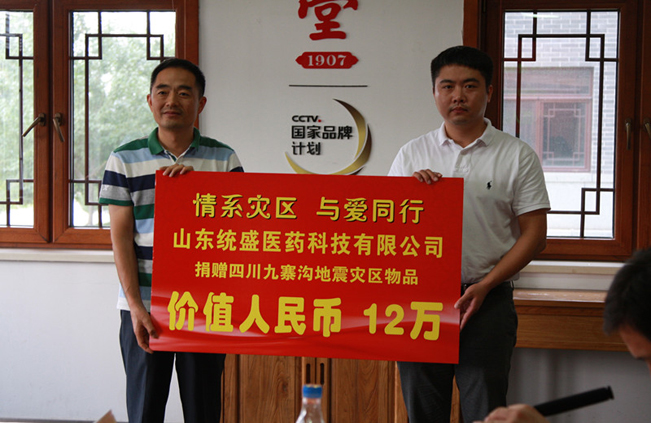 堂
1907
CCTV
国家品牌
计划
情系灾区 与爱同行
山东统盛医药科技有限公司
捐赠四川九寨沟地震灾区物品
价值人民币 12万